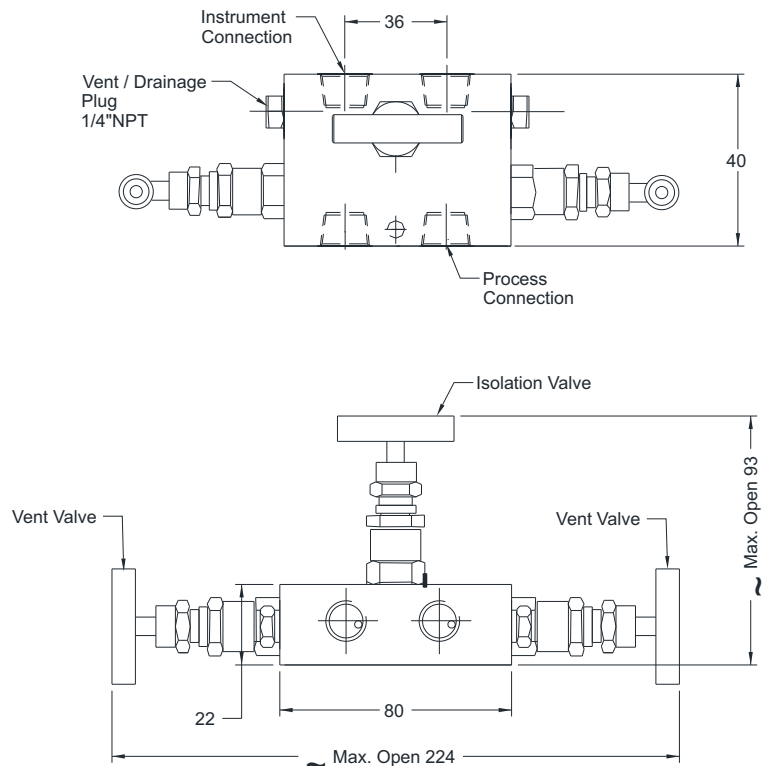 Instrument
Connection
36
Vent / Drainage
Plug
1/4"NPT
40
Process
Connection
Isolation Valve
Vent Valve
Vent Valve
≈ Max. Open 93
22
80
≈ Max. Open 224